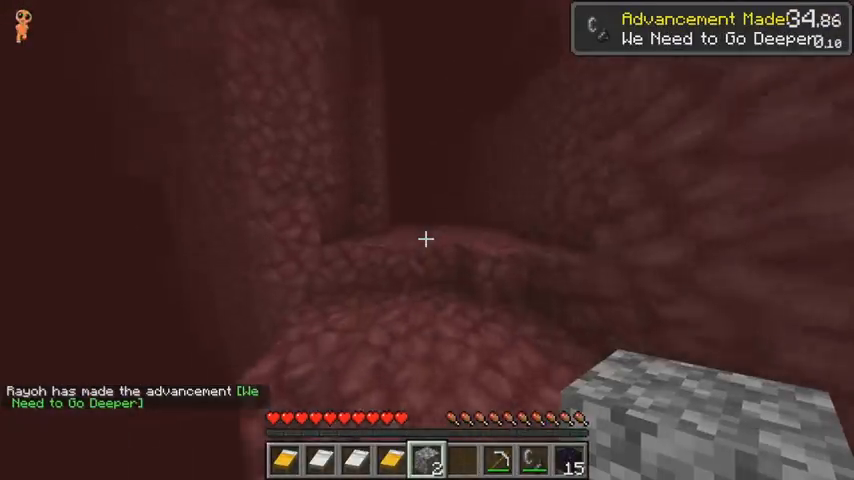 Advancement Made 34.86
We Need to Go Deeper 0.10
Rayoh has made the advancement [We
Need to Go Deeper]
2
15